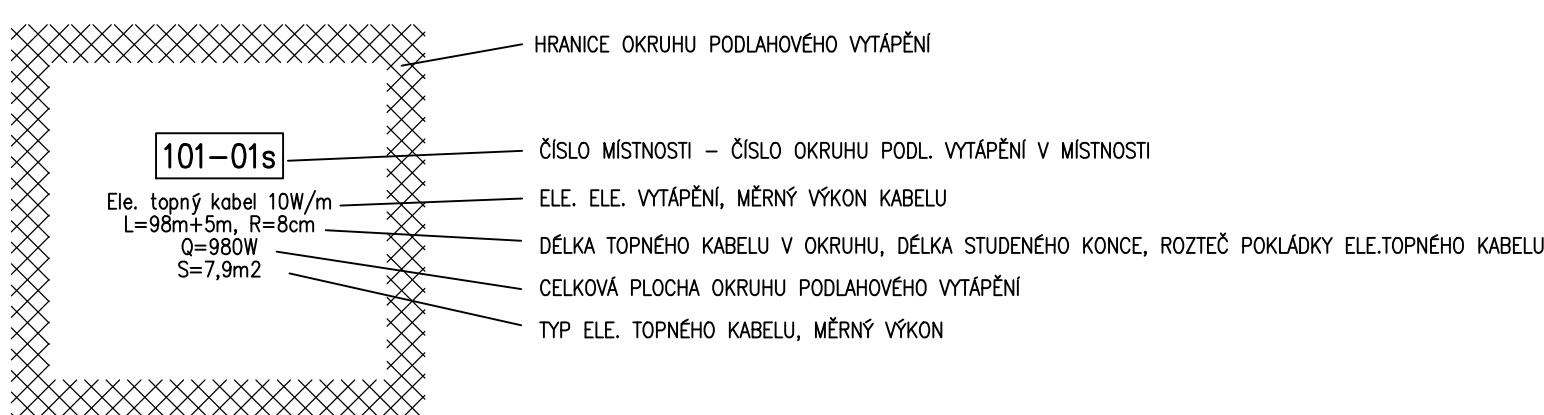 HRANICE OKRUHU PODLAHOVÉHO VYTÁPĚNÍ
101-01s
ČÍSLO MÍSTNOSTI - ČÍSLO OKRUHU PODL. VYTÁPĚNÍ V MÍSTNOSTI
Ele. topný kabel 10W/m
ELE. ELE. VYTÁPĚNÍ, MĚRNÝ VÝKON KABELU
L=98m+5m, R=8cm
DÉLKA TOPNÉHO KABELU V OKRUHU, DÉLKA STUDENÉHO KONCE, ROZTEČ POKLÁDKY ELE.TOPNÉHO KABELU
Q=980W
CELKOVÁ PLOCHA OKRUHU PODLAHOVÉHO VYTÁPĚNÍ
S=7,9m2
TYP ELE. TOPNÉHO KABELU, MĚRNÝ VÝKON